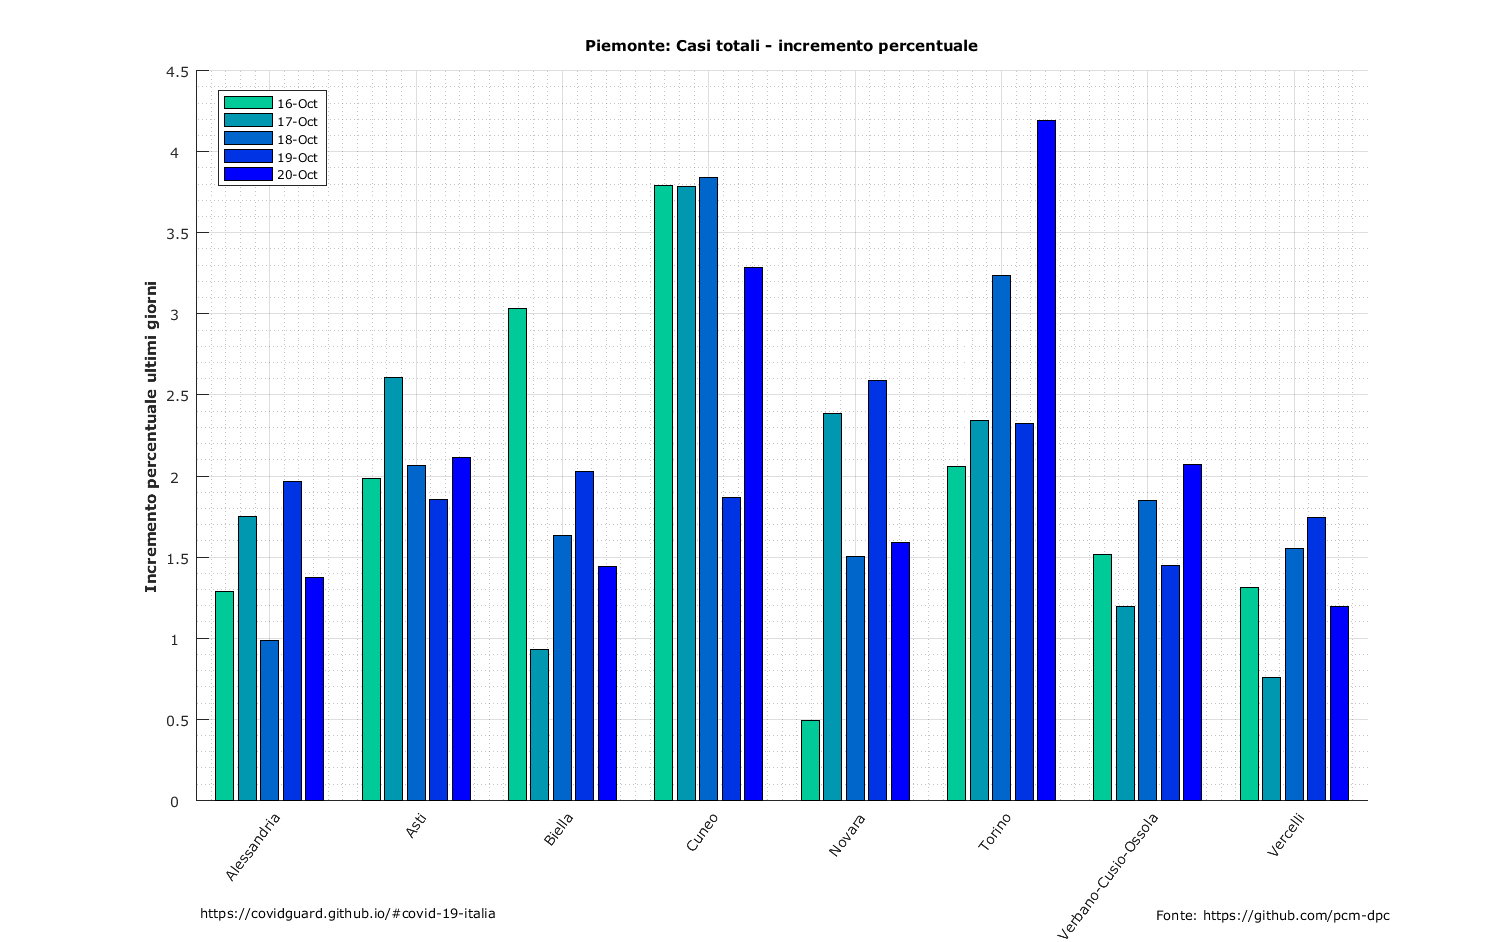 Piemonte: Casi totali - incremento percentuale
4.5
4
3.5
3
2.5
2
1.5
1
0.5
0
Incremento percentuale ultimi giorni
16-Oct
17-Oct
18-Oct
19-Oct
20-Oct
Alessandria
Asti
Biella
Cuneo
Novara
Torino
Verbano-Cusio-Ossola
Vercelli
https://covidguard.github.io/#covid-19-italia
Fonte: https://github.com/pcm-dpc